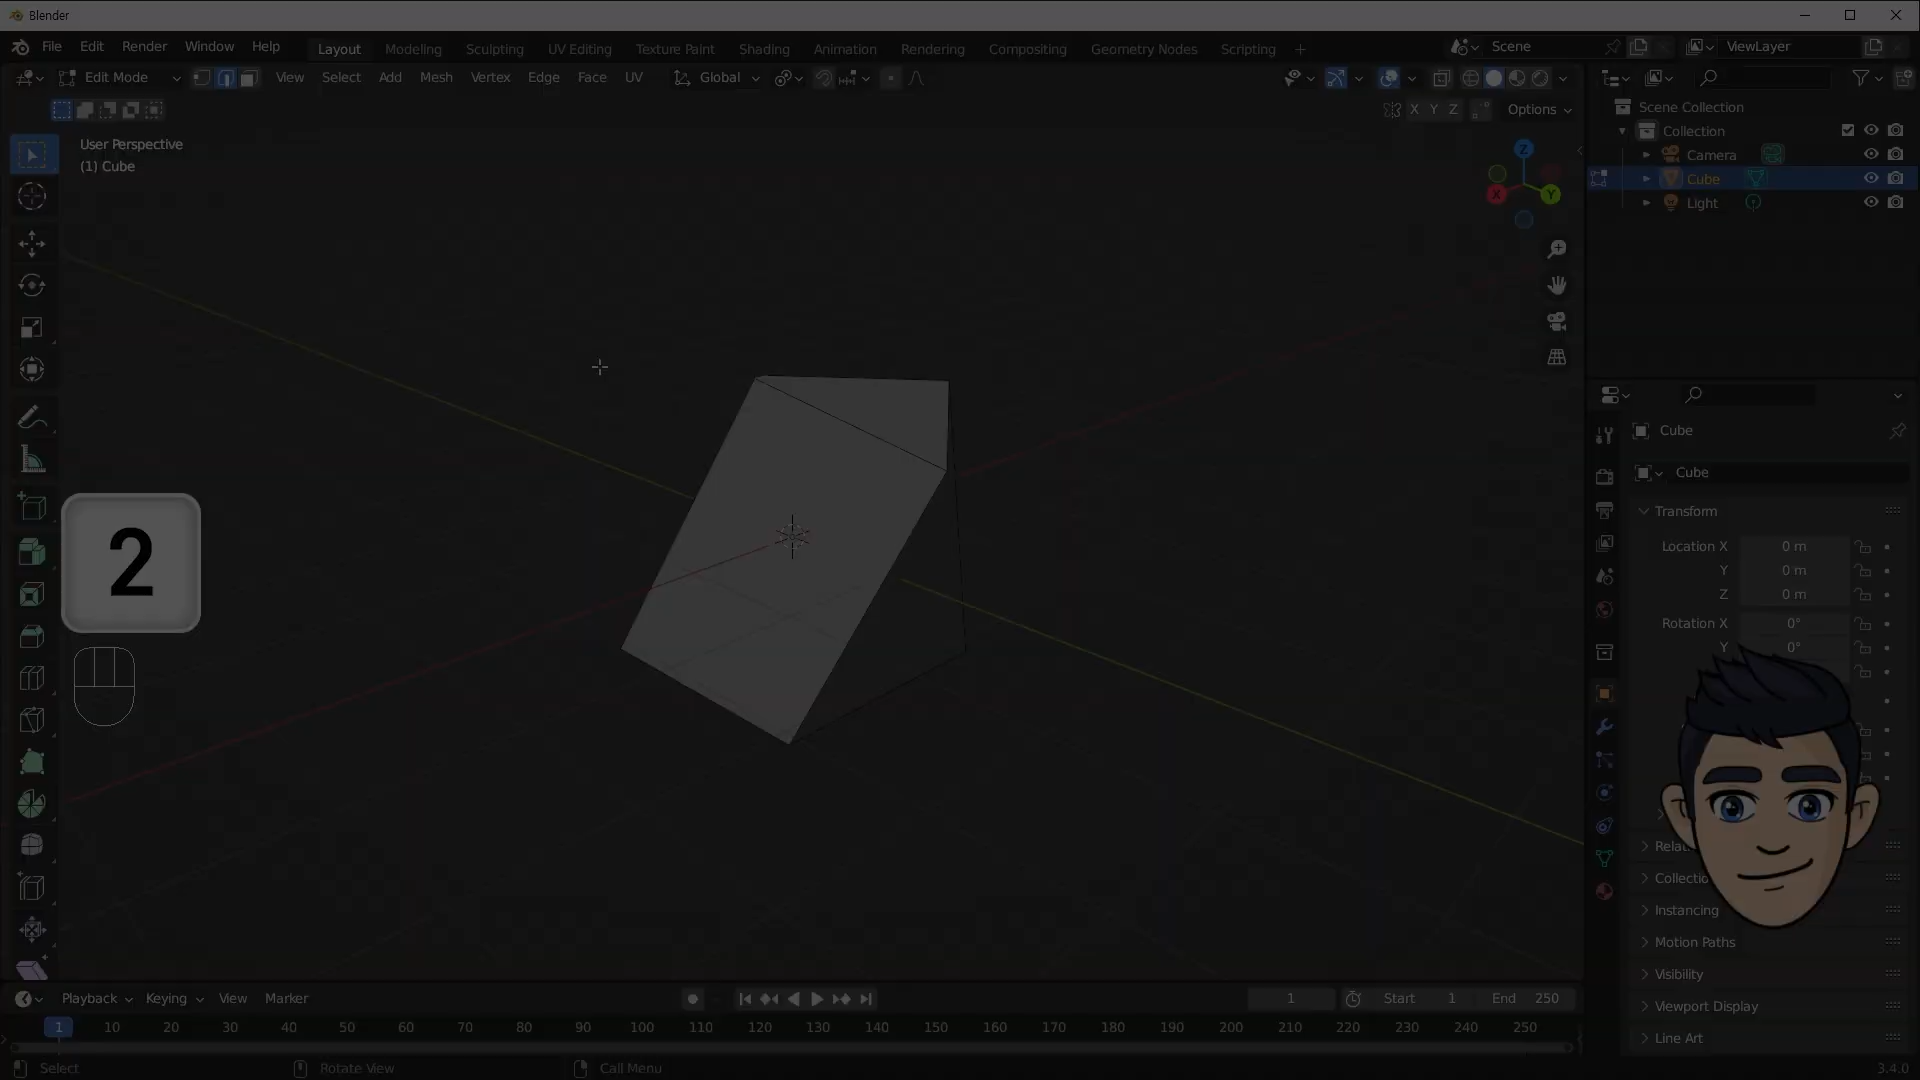 Blender
File Edit Render Window Help
Layout Modeling Sculpting UV Editing Texture Paint Shading Animation Rendering Compositing Geometry Nodes Scripting +
Scene
ViewLayer
Edit Mode
View Select Add Mesh Vertex Edge Face UV
Global
X Y Z
Options
User Perspective
(1) Cube
Z
X
Y
Scene Collection
Collection
Camera
Cube
Light
Cube
Cube
Transform
Location X 0 m
Y 0 m
Z 0 m
Rotation X 0°
Y 0°
2
Relat
Collectio
Instancing
Motion Paths
Visibility
Viewport Display
Line Art
Playback Keying View Marker
1
Start 1
End 250
1 10 20 30 40 50 60 70 80 90 100 110 120 130 140 150 160 170 180 190 200 210 220 230 240 250
Select
Rotate View
Call Menu
3.4.0